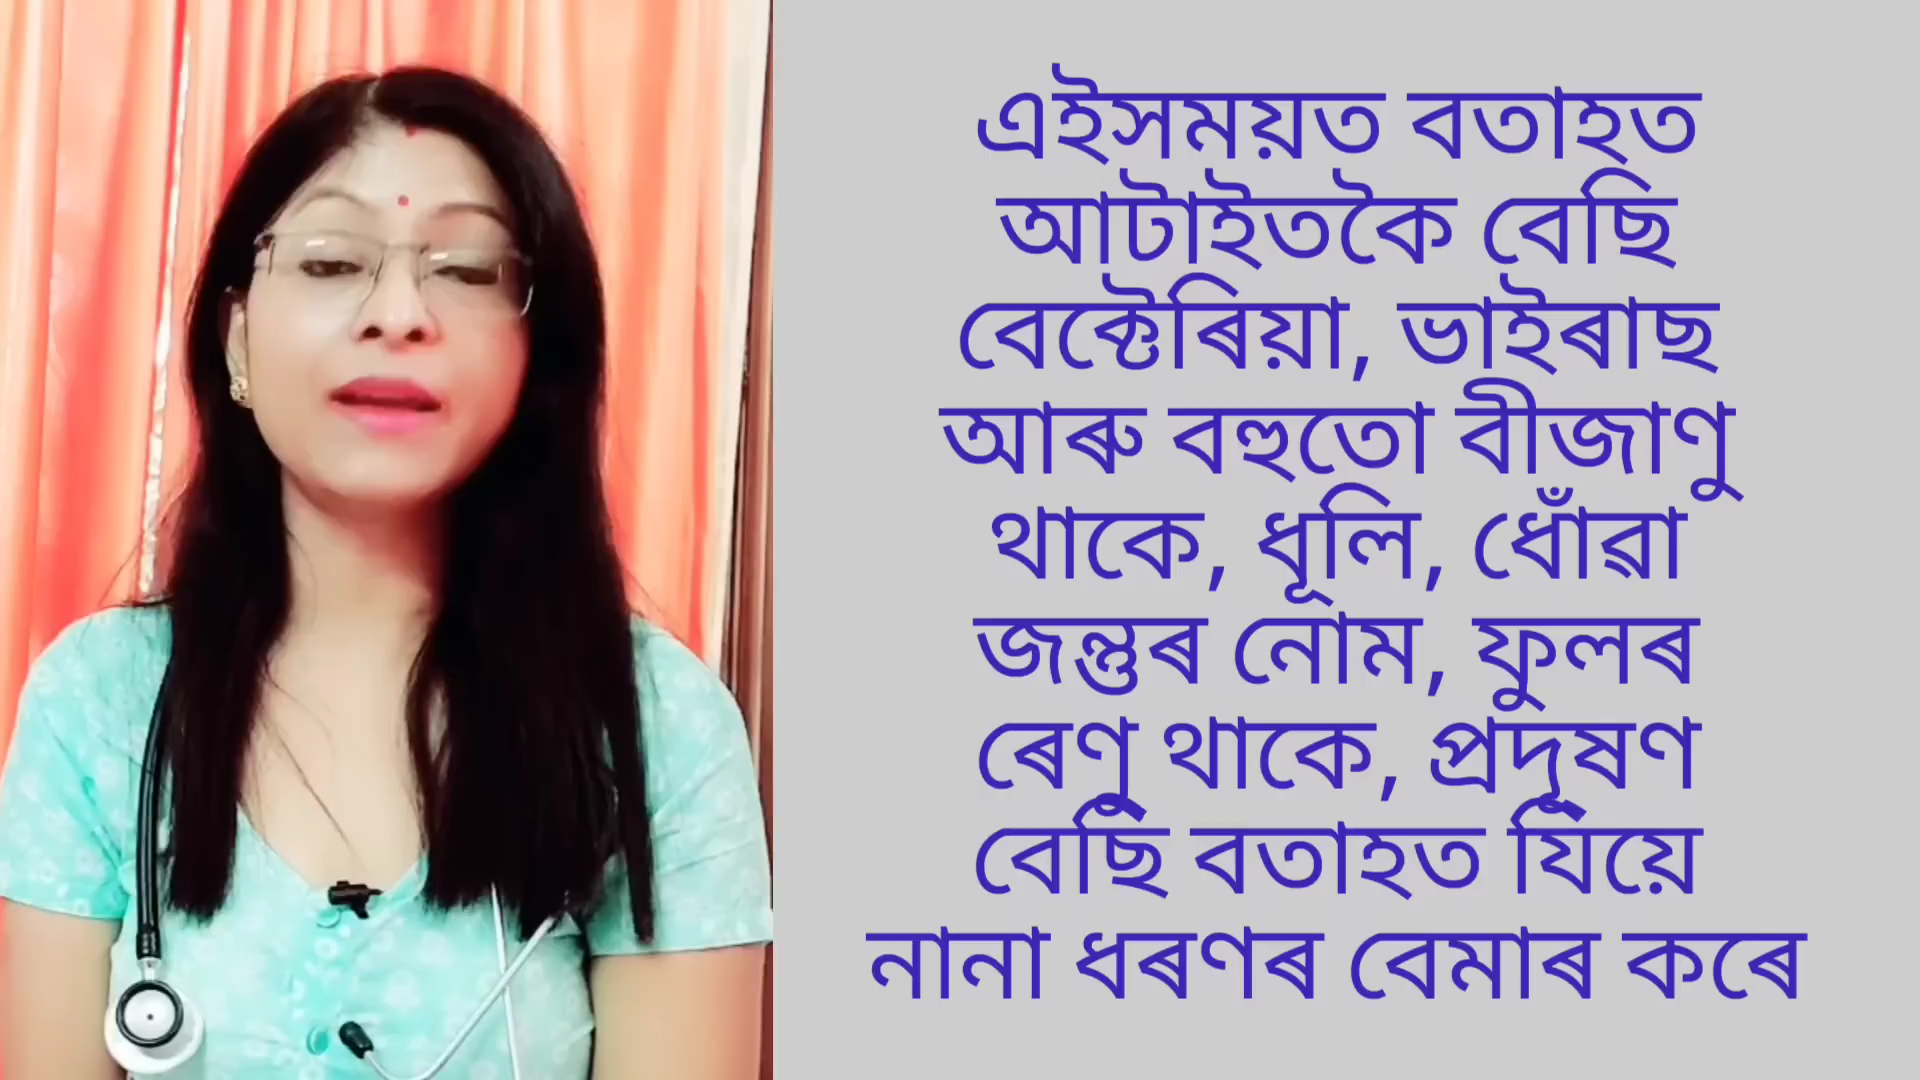 এইসময়ত বতাহত
আটাইতকৈ বেছি
বেক্টেৰিয়া, ভাইৰাছ
আৰু বহুতো বীজাণু
থাকে, ধূলি, ধোঁৱা
জন্তুৰ নোম, ফুলৰ
ৰেণু থাকে, প্ৰদূষণ
বেছি বতাহত যিয়ে
নানা ধৰণৰ বেমাৰ কৰে